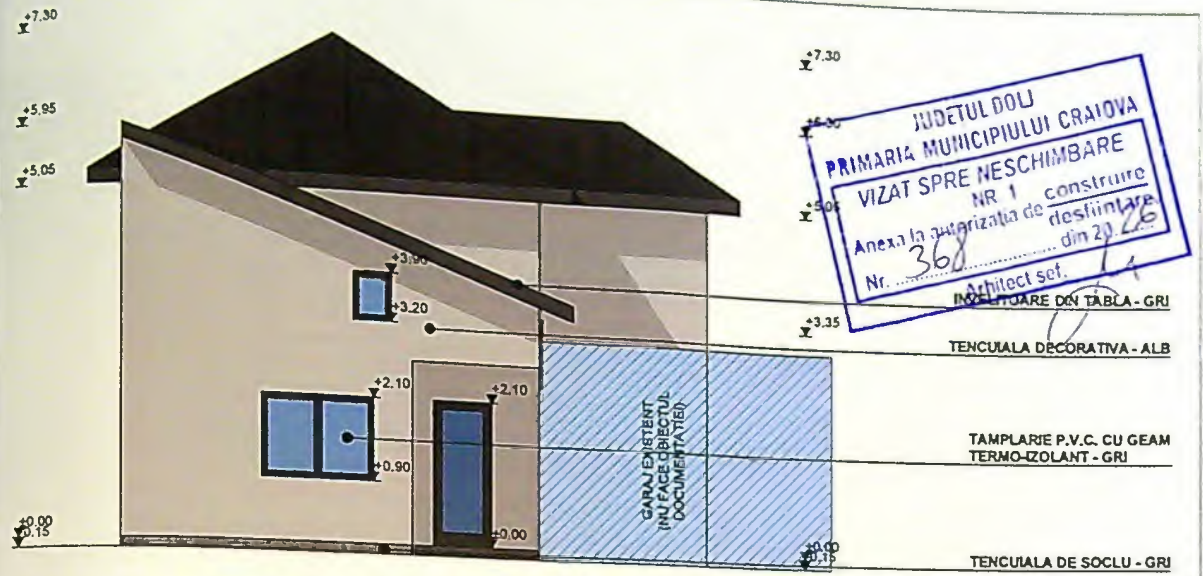 +7.30
+5.95
+5.05
±0.00
-0.15
+3.90
+3.20
+2.10
+0.90
+2.10
±0.00
GARAJ EXISTENT
(NU FACE OBIECTUL
DOCUMENTATIEI)
+7.30
+5.05
+3.35
±0.00
-0.15
JUDETUL DOLJ
PRIMARIA MUNICIPIULUI CRAIOVA
VIZAT SPRE NESCHIMBARE
NR 1
Anexa la autorizatia de construire
desfiintare
Nr. 368 din 20 26
Arhitect sef,
INVELITOARE DIN TABLA - GRI
TENCUIALA DECORATIVA - ALB
TAMPLARIE P.V.C. CU GEAM
TERMO-IZOLANT - GRI
TENCUIALA DE SOCLU - GRI